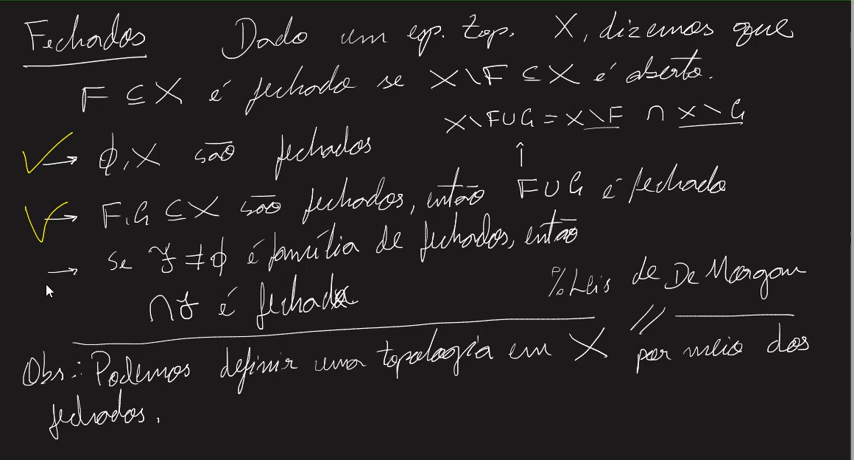 Fechados Dado um esp. top. X, dizemos que
F ⊆ X é fechado se X\F ⊆ X é aberto.
X\F∪G = X\F ∩ X\G
→ ϕ, X são fechados
↑
→ F, G ⊆ X são fechados, então F∪G é fechado
→ se ℱ ≠ ϕ é família de fechados, então
∩ℱ é fechado
% Leis de De Morgan //
Obs.: Podemos definir uma topologia em X por meio dos
fechados.